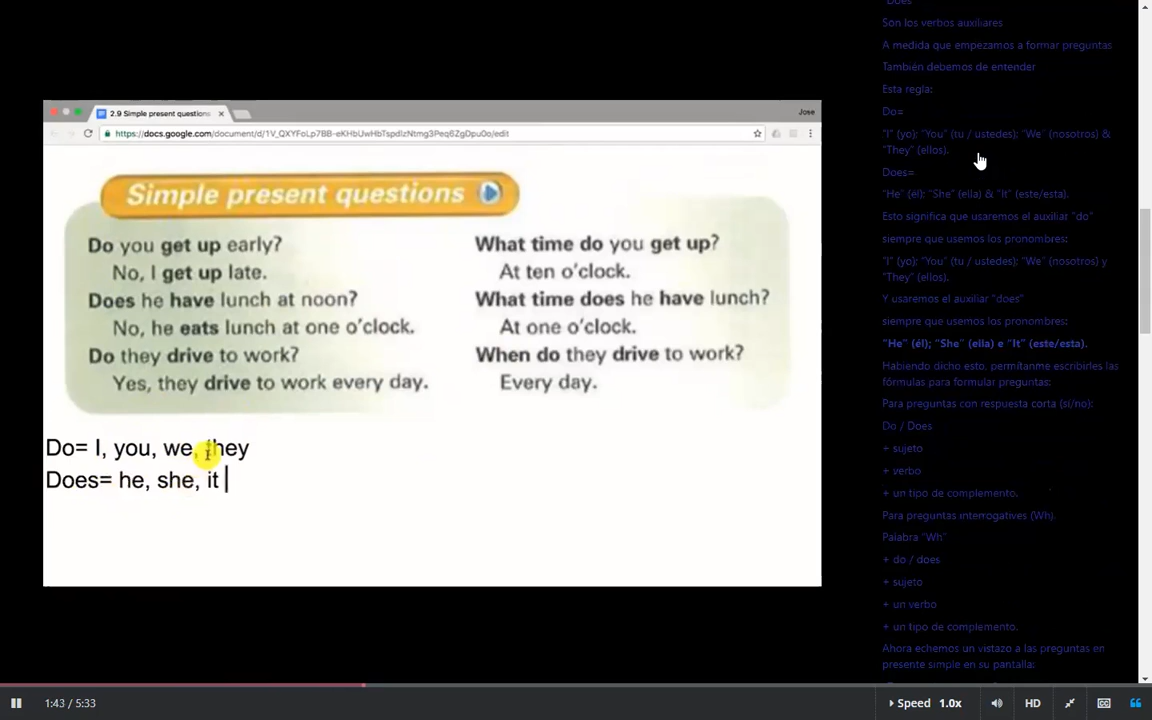 2.9 Simple present questions
Jose
https://docs.google.com/document/d/1V_QXYFoLp7BB-eKHbUwHbTspdlzNtmg3Peq6ZgDpu0o/edit
Simple present questions
Do you get up early?
No, I get up late.
Does he have lunch at noon?
No, he eats lunch at one o'clock.
Do they drive to work?
Yes, they drive to work every day.
What time do you get up?
At ten o'clock.
What time does he have lunch?
At one o'clock.
When do they drive to work?
Every day.
Do= I, you, we, they
Does= he, she, it
"Does"
Son los verbos auxiliares
A medida que empezamos a formar preguntas
También debemos de entender
Esta regla:
Do=
"I" (yo); "You" (tu / ustedes); "We" (nosotros) &
"They" (ellos).
Does=
"He" (él); "She" (ella) & "It" (este/esta).
Esto significa que usaremos el auxiliar "do"
siempre que usemos los pronombres:
"I" (yo); "You" (tu / ustedes); "We" (nosotros) y
"They" (ellos).
Y usaremos el auxiliar "does"
siempre que usemos los pronombres:
"He" (él); "She" (ella) e "It" (este/esta).
Habiendo dicho esto, permítanme escribirles las
fórmulas para formular preguntas:
Para preguntas con respuesta corta (sí/no):
Do / Does
+ sujeto
+ verbo
+ un tipo de complemento.
Para preguntas interrogatives (Wh).
Palabra "Wh"
+ do / does
+ sujeto
+ un verbo
+ un tipo de complemento.
Ahora echemos un vistazo a las preguntas en
presente simple en su pantalla:
1:43 / 5:33
Speed 1.0x
HD